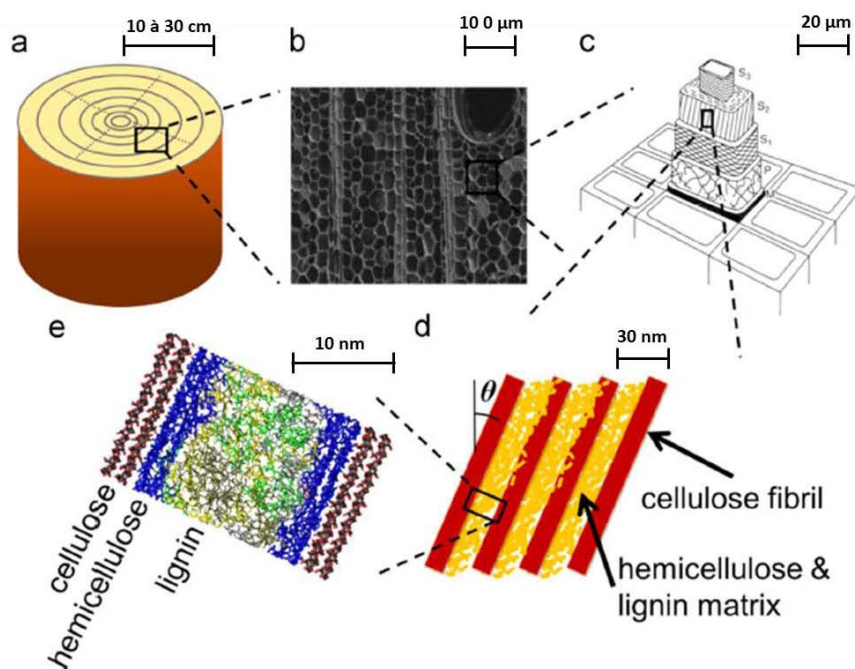 10 à 30 cm
a
10 0 µm
b
20 µm
c
S3
S2
S1
P
e
10 nm
d
30 nm
θ
cellulose
hemicellulose
lignin
cellulose fibril
hemicellulose &
lignin matrix